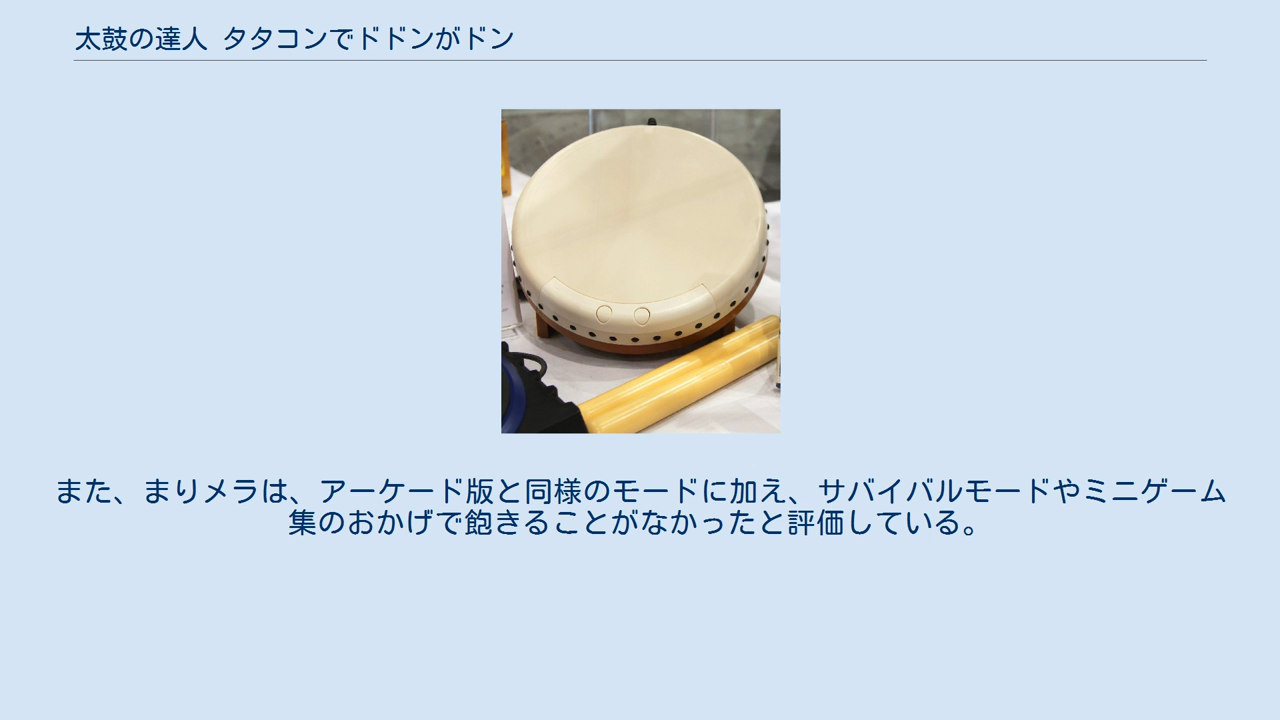 太鼓の達人 タタコンでドドンがドン
また、まりメラは、アーケード版と同様のモードに加え、サバイバルモードやミニゲーム
集のおかげで飽きることがなかったと評価している。